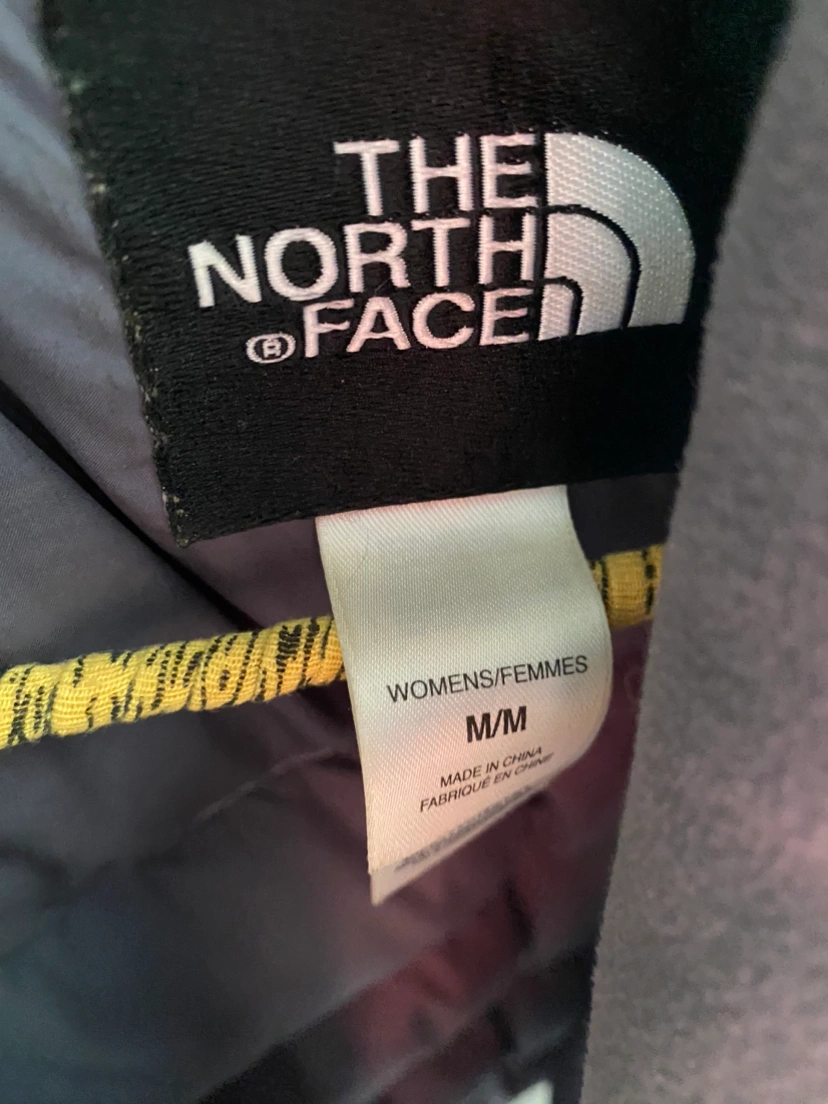 THE
NORTH
®FACE
WOMENS/FEMMES
M/M
MADE IN CHINA
FABRIQUÉ EN CHINE